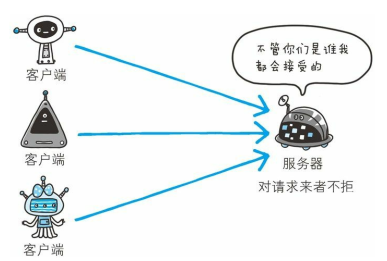 不管你们是谁我
都会接受的
客户端
客户端
服务器
对请求来者不拒
客户端